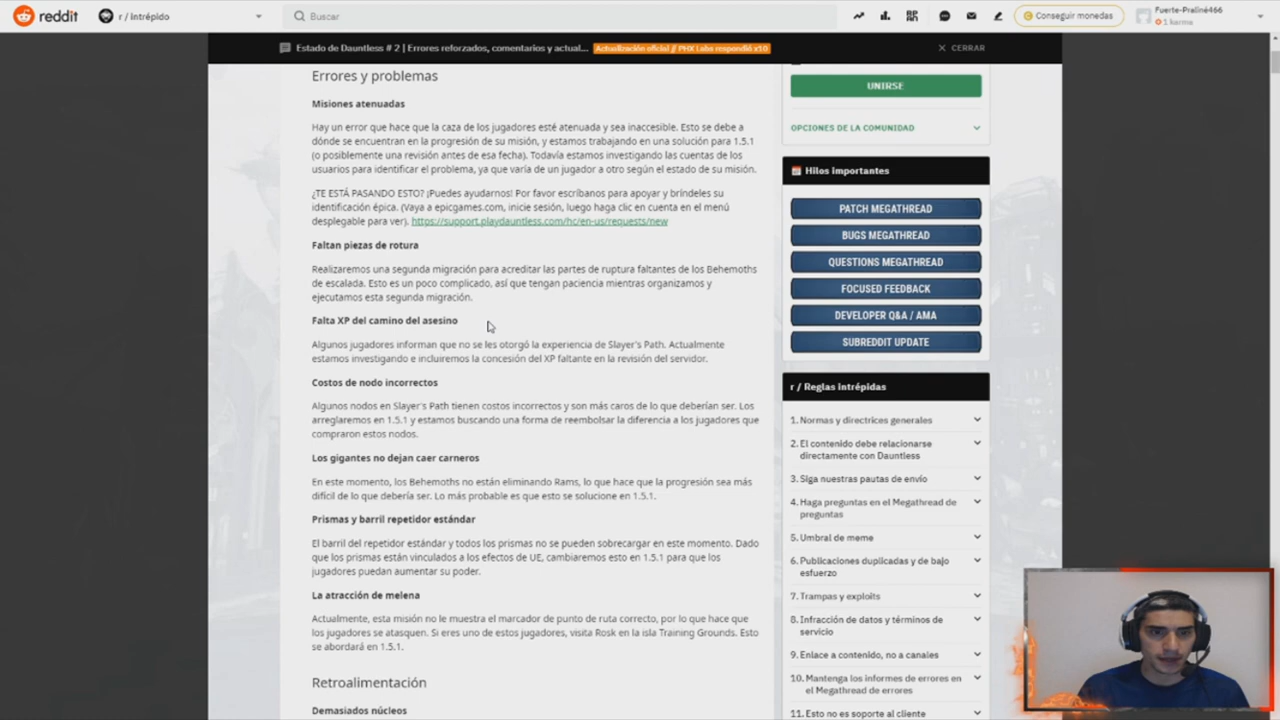 reddit
r / Intrépido
Buscar
Conseguir monedas
Fuerte-Praliné466
1 karma
Estado de Dauntless # 2 | Errores reforzados, comentarios y actual...
Actualización oficial // PHX Labs respondió x10
CERRAR
Errores y problemas
Misiones atenuadas
Hay un error que hace que la caza de los jugadores esté atenuada y sea inaccesible. Esto se debe a
dónde se encuentran en la progresión de su misión, y estamos trabajando en una solución para 1.5.1
(o posiblemente una revisión antes de esa fecha). Todavía estamos investigando las cuentas de los
usuarios para identificar el problema, ya que varía de un jugador a otro según el estado de su misión.
¿TE ESTÁ PASANDO ESTO? ¡Puedes ayudarnos! Por favor escríbanos para apoyar y bríndeles su
identificación épica. (Vaya a epicgames.com, inicie sesión, luego haga clic en cuenta en el menú
desplegable para ver). https://support.playdauntless.com/hc/en-us/requests/new
Faltan piezas de rotura
Realizaremos una segunda migración para acreditar las partes de ruptura faltantes de los Behemoths
de escalada. Esto es un poco complicado, así que tengan paciencia mientras organizamos y
ejecutamos esta segunda migración.
Falta XP del camino del asesino
Algunos jugadores informan que no se les otorgó la experiencia de Slayer's Path. Actualmente
estamos investigando e incluiremos la concesión del XP faltante en la revisión del servidor.
Costos de nodo incorrectos
Algunos nodos en Slayer's Path tienen costos incorrectos y son más caros de lo que deberían ser. Los
arreglaremos en 1.5.1 y estamos buscando una forma de reembolsar la diferencia a los jugadores que
compraron estos nodos.
Los gigantes no dejan caer carneros
En este momento, los Behemoths no están eliminando Rams, lo que hace que la progresión sea más
difícil de lo que debería ser. Lo más probable es que esto se solucione en 1.5.1.
Prismas y barril repetidor estándar
El barril del repetidor estándar y todos los prismas no se pueden sobrecargar en este momento. Dado
que los prismas están vinculados a los efectos de UE, cambiaremos esto en 1.5.1 para que los
jugadores puedan aumentar su poder.
La atracción de melena
Actualmente, esta misión no le muestra el marcador de punto de ruta correcto, por lo que hace que
los jugadores se atasquen. Si eres uno de estos jugadores, visita Rosk en la isla Training Grounds. Esto
se abordará en 1.5.1.
Retroalimentación
Demasiados núcleos
UNIRSE
OPCIONES DE LA COMUNIDAD
Hilos importantes
PATCH MEGATHREAD
BUGS MEGATHREAD
QUESTIONS MEGATHREAD
FOCUSED FEEDBACK
DEVELOPER Q&A / AMA
SUBREDDIT UPDATE
r / Reglas intrépidas
1. Normas y directrices generales
2. El contenido debe relacionarse
directamente con Dauntless
3. Siga nuestras pautas de envío
4. Haga preguntas en el Megathread de
preguntas
5. Umbral de meme
6. Publicaciones duplicadas y de bajo
esfuerzo
7. Trampas y exploits
8. Infracción de datos y términos de
servicio
9. Enlace a contenido, no a canales
10. Mantenga los informes de errores en
el Megathread de errores
11. Esto no es soporte al cliente